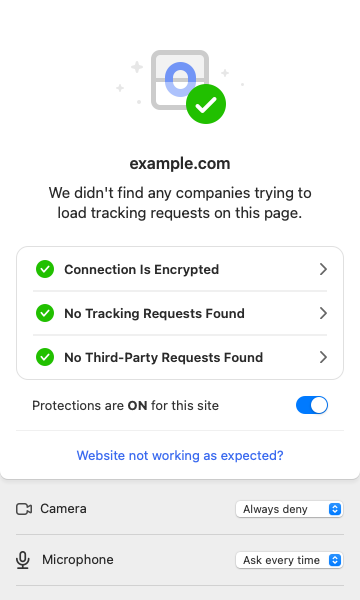 0
example.com
We didn't find any companies trying to
load tracking requests on this page.
Connection Is Encrypted
No Tracking Requests Found
No Third-Party Requests Found
Protections are ON for this site
Website not working as expected?
Camera
Always deny
Microphone
Ask every time